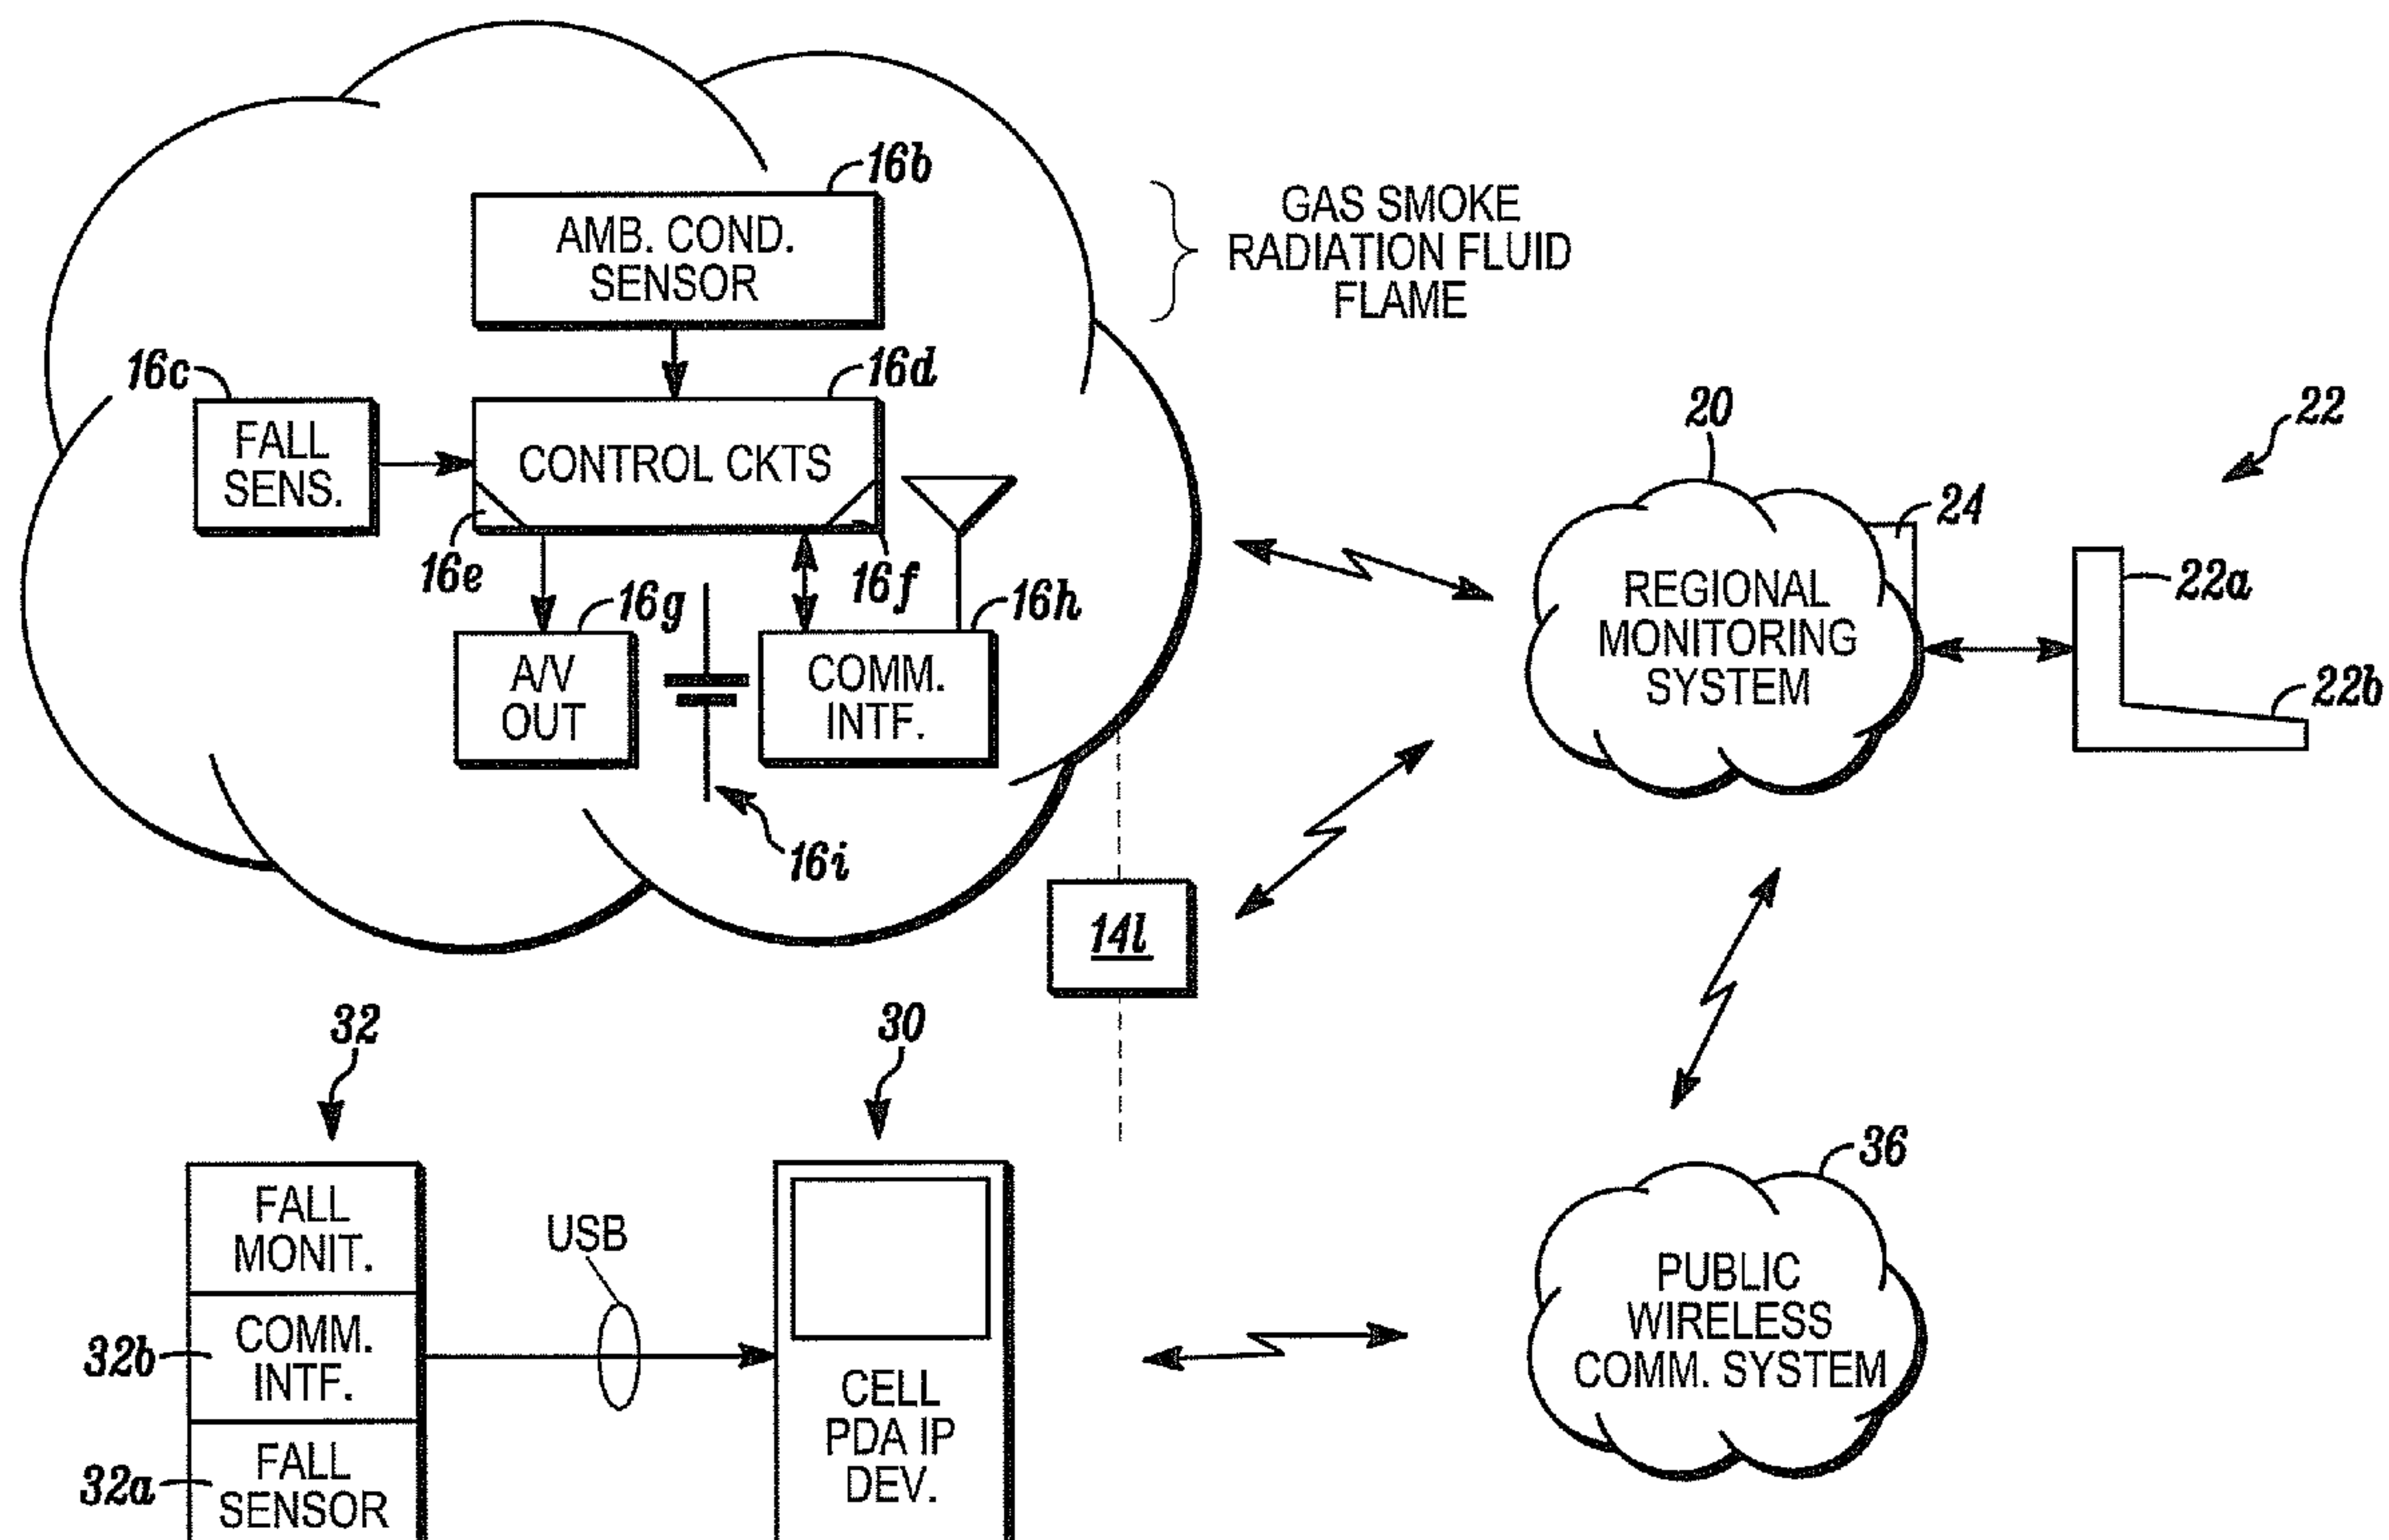 16b
AMB. COND.
SENSOR
GAS SMOKE
RADIATION FLUID
FLAME
16c
16d
FALL
SENS.
CONTROL CKTS
20
22
24
16e
16f
16g
16h
REGIONAL
MONITORING
SYSTEM
22a
22b
A/V
OUT
COMM.
INTF.
16i
14l
32
30
36
FALL
MONIT.
USB
32b
COMM.
INTF.
32a
FALL
SENSOR
CELL
PDA IP
DEV.
PUBLIC
WIRELESS
COMM. SYSTEM